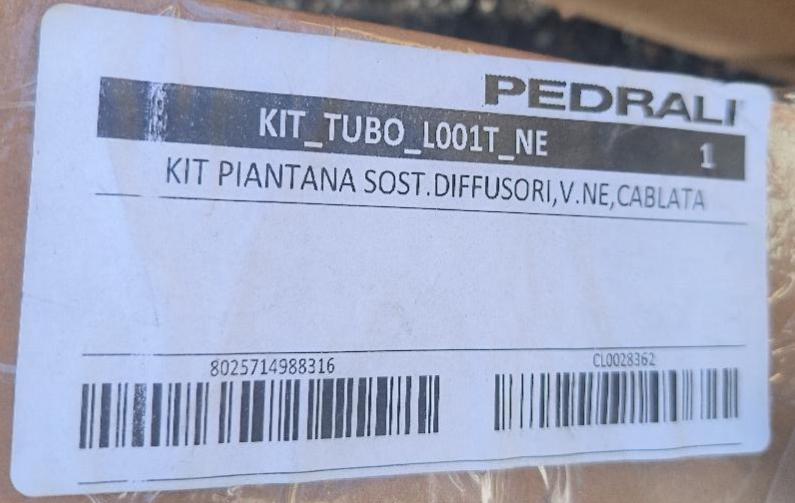 PEDRALI
KIT_TUBO_L001T_NE 1
KIT PIANTANA SOST.DIFFUSORI,V.NE,CABLATA
8025714988316 CL0028362